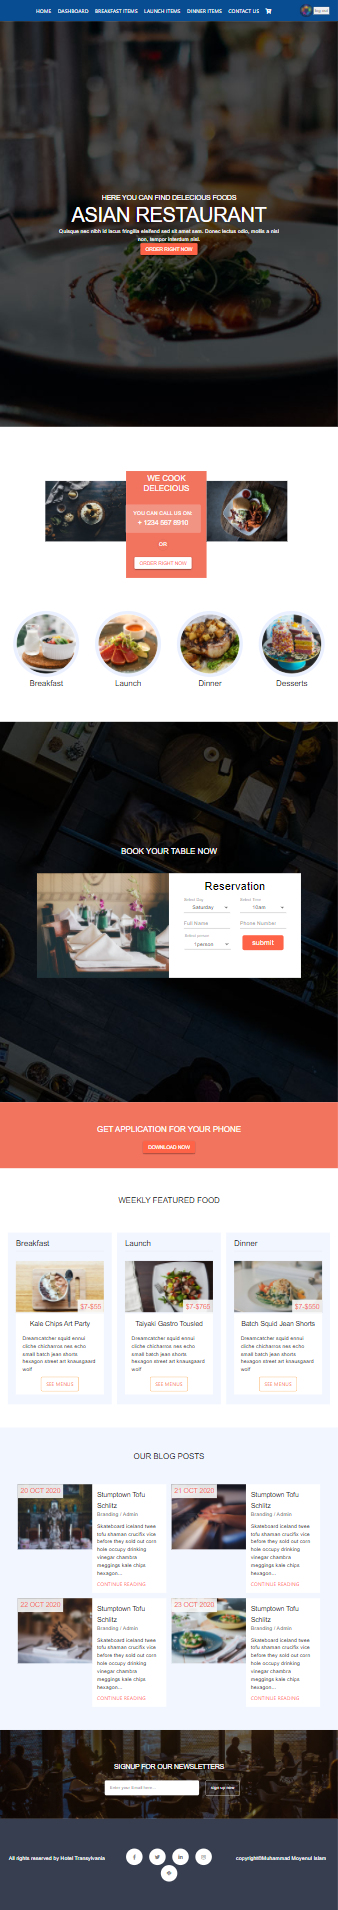 HOME DASHBOARD BREAKFAST ITEMS LAUNCH ITEMS DINNER ITEMS CONTACT US
HERE YOU CAN FIND DELECIOUS FOODS
ASIAN RESTAURANT
Quisque nec nibh id lacus fringilla eleifend sed sit amet sem. Donec lectus odio, mollis a nisl
non, tempor interdum nisl.
ORDER RIGHT NOW
WE COOK
DELECIOUS
YOU CAN CALL US ON:
+ 1234 567 8910
OR
ORDER RIGHT NOW
Breakfast Launch Dinner Desserts
BOOK YOUR TABLE NOW
Reservation
Select Day Select Time
Saturday 10am
Full Name Phone Number
Select person
1person submit
GET APPLICATION FOR YOUR PHONE
DOWNLOAD NOW
WEEKLY FEATURED FOOD
Breakfast
$7-$55
Kale Chips Art Party
Dreamcatcher squid ennui
cliche chicharros nes echo
small batch jean shorts
hexagon street art knausgaard
wolf
SEE MENUS
Launch
$7-$765
Taiyaki Gastro Tousled
Dreamcatcher squid ennui
cliche chicharros nes echo
small batch jean shorts
hexagon street art knausgaard
wolf
SEE MENUS
Dinner
$7-$550
Batch Squid Jean Shorts
Dreamcatcher squid ennui
cliche chicharros nes echo
small batch jean shorts
hexagon street art knausgaard
wolf
SEE MENUS
OUR BLOG POSTS
20 OCT 2020
Stumptown Tofu
Schlitz
Branding / Admin
Skateboard iceland twee
tofu shaman crucifix vice
before they sold out corn
hole occupy drinking
vinegar chambra
meggings kale chips
hexagon...
CONTINUE READING
21 OCT 2020
Stumptown Tofu
Schlitz
Branding / Admin
Skateboard iceland twee
tofu shaman crucifix vice
before they sold out corn
hole occupy drinking
vinegar chambra
meggings kale chips
hexagon...
CONTINUE READING
22 OCT 2020
Stumptown Tofu
Schlitz
Branding / Admin
Skateboard iceland twee
tofu shaman crucifix vice
before they sold out corn
hole occupy drinking
vinegar chambra
meggings kale chips
hexagon...
CONTINUE READING
23 OCT 2020
Stumptown Tofu
Schlitz
Branding / Admin
Skateboard iceland twee
tofu shaman crucifix vice
before they sold out corn
hole occupy drinking
vinegar chambra
meggings kale chips
hexagon...
CONTINUE READING
SIGNUP FOR OUR NEWSLETTERS
Enter your Email here... sign up now
All rights reserved by Hotel Transylvania
copyright©Muhammad Moyenul Islam